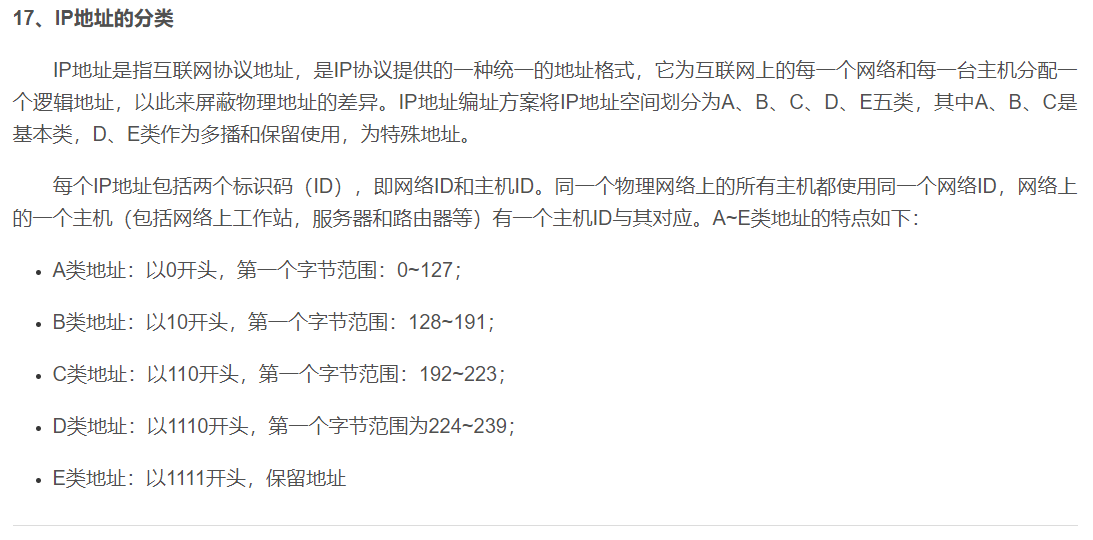 17、IP地址的分类
IP地址是指互联网协议地址，是IP协议提供的一种统一的地址格式，它为互联网上的每一个网络和每一台主机分配一
个逻辑地址，以此来屏蔽物理地址的差异。IP地址编址方案将IP地址空间划分为A、B、C、D、E五类，其中A、B、C是
基本类，D、E类作为多播和保留使用，为特殊地址。
每个IP地址包括两个标识码（ID），即网络ID和主机ID。同一个物理网络上的所有主机都使用同一个网络ID，网络上
的一个主机（包括网络上工作站，服务器和路由器等）有一个主机ID与其对应。A~E类地址的特点如下：
• A类地址：以0开头，第一个字节范围：0~127；
• B类地址：以10开头，第一个字节范围：128~191；
• C类地址：以110开头，第一个字节范围：192~223；
• D类地址：以1110开头，第一个字节范围为224~239；
• E类地址：以1111开头，保留地址